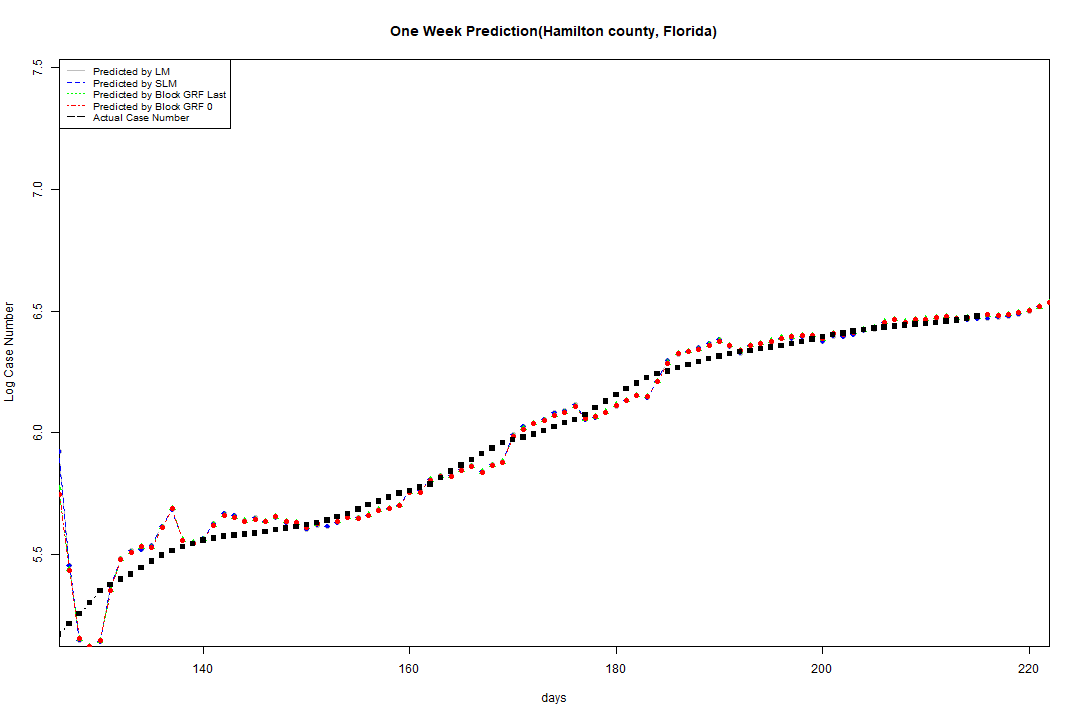 One Week Prediction(Hamilton county, Florida)
Predicted by LM
Predicted by SLM
Predicted by Block GRF Last
Predicted by Block GRF 0
Actual Case Number
7.5
7.0
6.5
6.0
5.5
Log Case Number
140 160 180 200 220
days